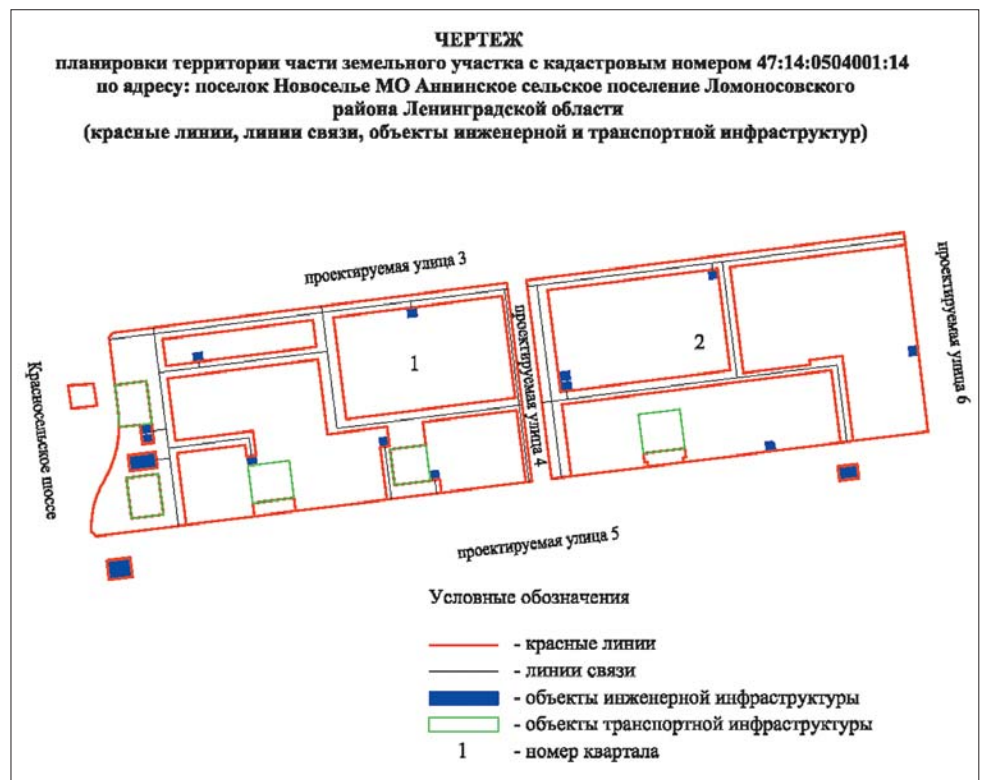 ЧЕРТЕЖ
планировки территории части земельного участка с кадастровым номером 47:14:0504001:14
по адресу: поселок Новоселье МО Аннинское сельское поселение Ломоносовского
района Ленинградской области
(красные линии, линии связи, объекты инженерной и транспортной инфраструктур)
проектируемая улица 3
проектируемая улица 6
проектируемая улица 4
1
2
Красносельское шоссе
проектируемая улица 5
Условные обозначения
- красные линии
- линии связи
- объекты инженерной инфраструктуры
- объекты транспортной инфраструктуры
1 - номер квартала